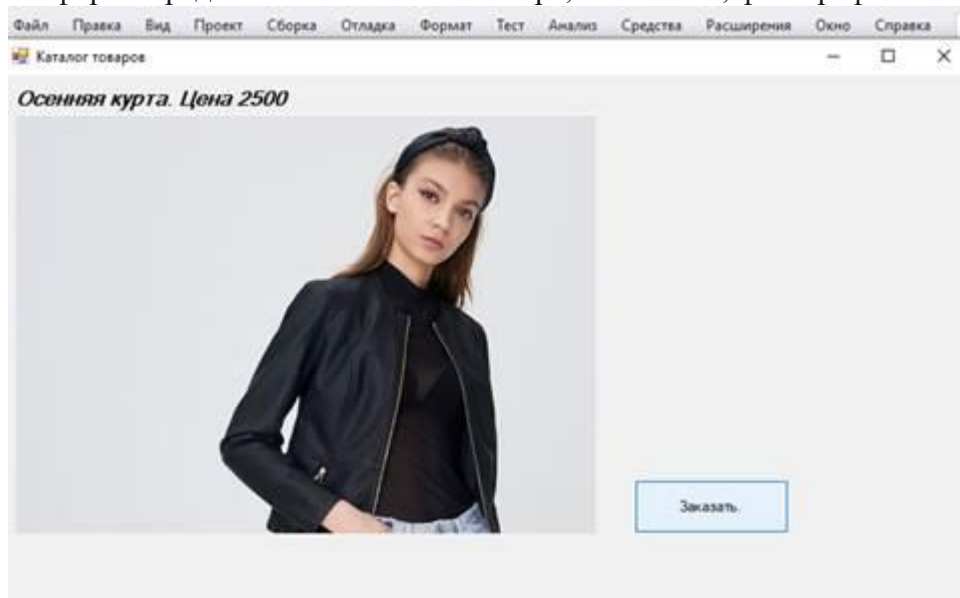 Файл Правка Вид Проект Сборка Отладка Формат Тест Анализ Средства Расширения Окно Справка
Каталог товаров
Осенняя курта. Цена 2500
Заказать.